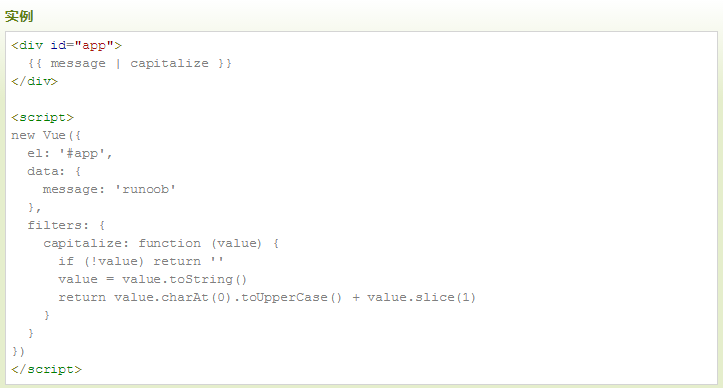 实例
<div id="app">
  {{ message | capitalize }}
</div>

<script>
new Vue({
  el: '#app',
  data: {
    message: 'runoob'
  },
  filters: {
    capitalize: function (value) {
      if (!value) return ''
      value = value.toString()
      return value.charAt(0).toUpperCase() + value.slice(1)
    }
  }
})
</script>